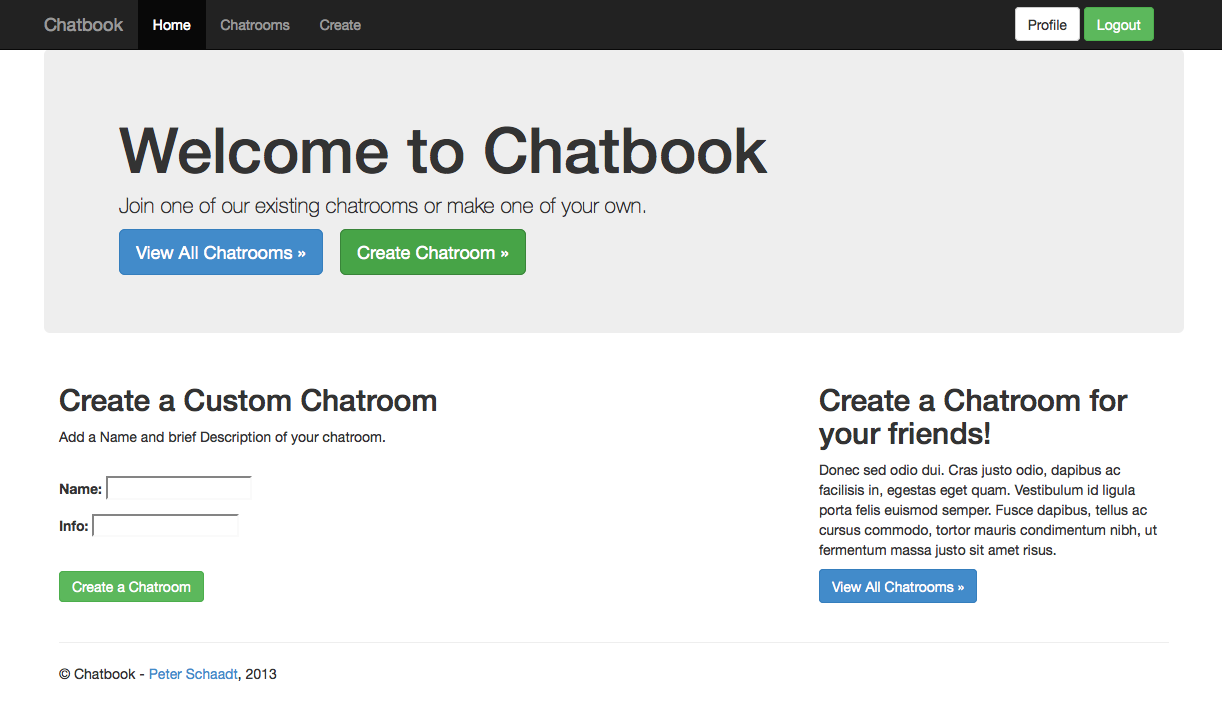 Chatbook Home Chatrooms Create Profile Logout
Welcome to Chatbook
Join one of our existing chatrooms or make one of your own.
View All Chatrooms » Create Chatroom »
Create a Custom Chatroom
Add a Name and brief Description of your chatroom.
Name:
Info:
Create a Chatroom
Create a Chatroom for
your friends!
Donec sed odio dui. Cras justo odio, dapibus ac
facilisis in, egestas eget quam. Vestibulum id ligula
porta felis euismod semper. Fusce dapibus, tellus ac
cursus commodo, tortor mauris condimentum nibh, ut
fermentum massa justo sit amet risus.
View All Chatrooms »
© Chatbook - Peter Schaadt, 2013